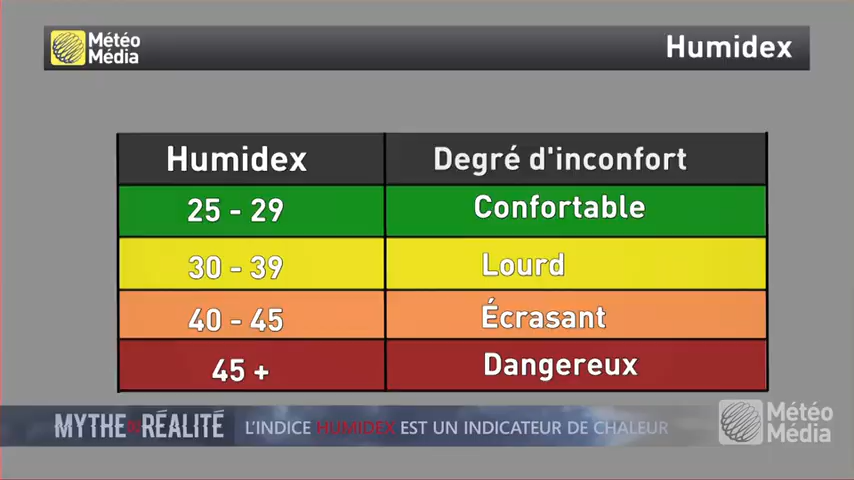 Météo
Média
Humidex
Humidex Degré d'inconfort
25 - 29 Confortable
30 - 39 Lourd
40 - 45 Écrasant
45 + Dangereux
MYTHE OU RÉALITÉ L'INDICE HUMIDEX EST UN INDICATEUR DE CHALEUR
Météo
Média